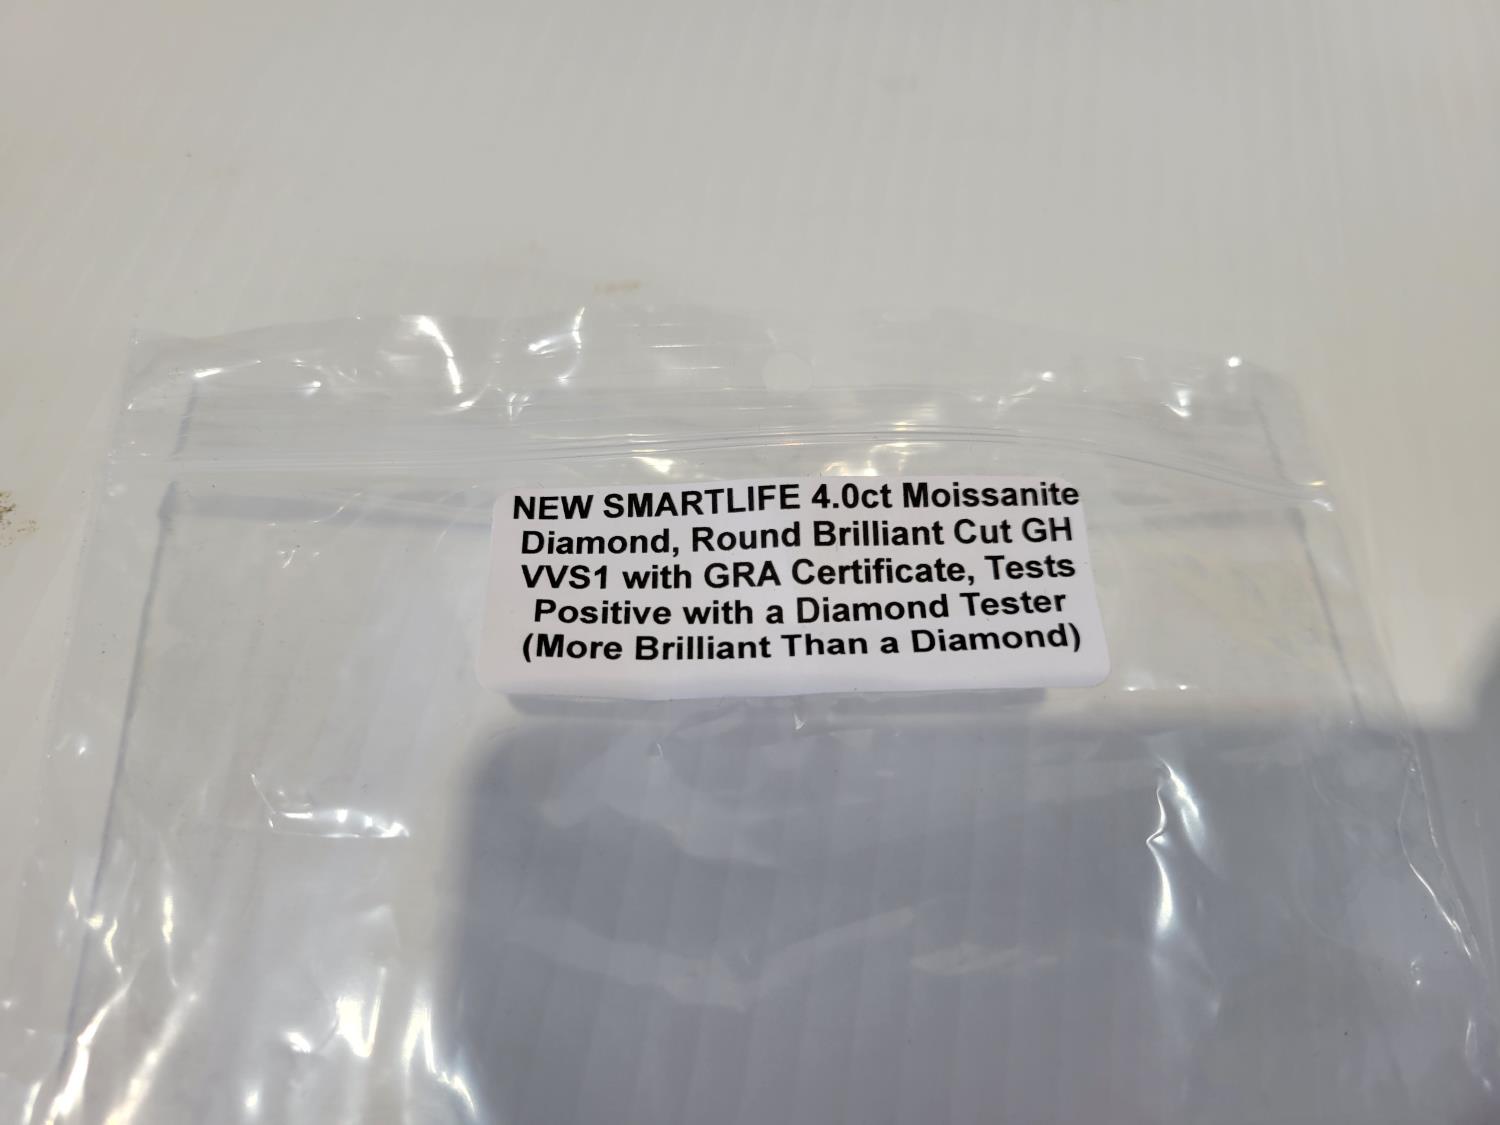 NEW SMARTLIFE 4.0ct Moissanite
Diamond, Round Brilliant Cut GH
VVS1 with GRA Certificate, Tests
Positive with a Diamond Tester
(More Brilliant Than a Diamond)